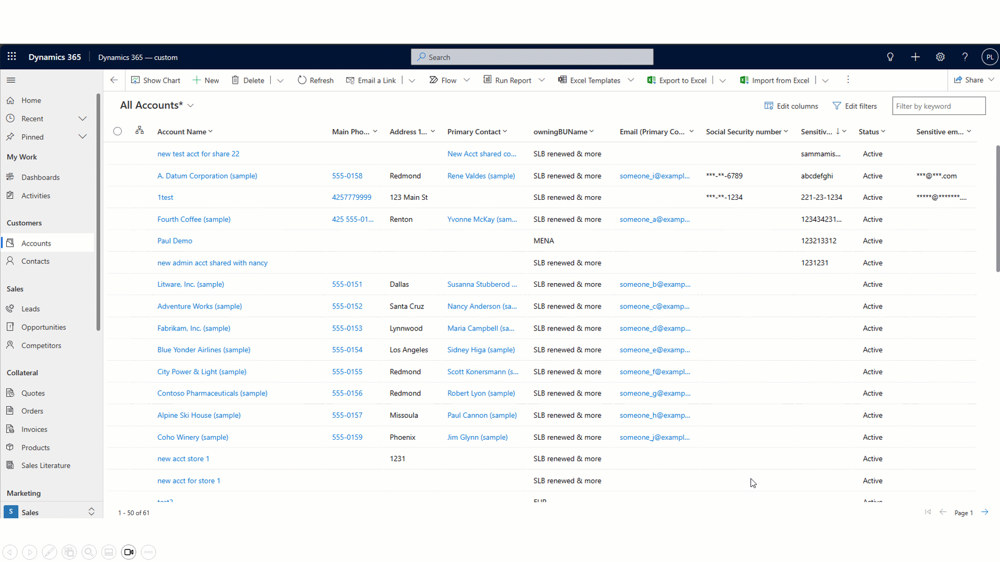 Dynamics 365 Dynamics 365 — custom Search PL
Show Chart New Delete Refresh Email a Link Flow Run Report Excel Templates Export to Excel Import from Excel Share
Home
Recent
Pinned
My Work
Dashboards
Activities
Customers
Accounts
Contacts
Sales
Leads
Opportunities
Competitors
Collateral
Quotes
Orders
Invoices
Products
Sales Literature
Marketing
S Sales
All Accounts* Edit columns Edit filters Filter by keyword
Account Name Main Pho... Address 1... Primary Contact owningBUName Email (Primary Co... Social Security number Sensitiv... Status Sensitive em...
new test acct for share 22 New Acct shared co... SLB renewed & more sammamis... Active
A. Datum Corporation (sample) 555-0158 Redmond Rene Valdes (sample) SLB renewed & more someone_i@exampl... ***-**-6789 abcdefghi Active ***@***.com
1test 4257779999 123 Main St SLB renewed & more ***-**-1234 221-23-1234 Active *****@*******....
Fourth Coffee (sample) 425 555-01... Renton Yvonne McKay (sam... SLB renewed & more someone_a@examp... 123434231... Active
Paul Demo MENA 123213312 Active
new admin acct shared with nancy SLB renewed & more 1231231 Active
Litware, Inc. (sample) 555-0151 Dallas Susanna Stubberod ... SLB renewed & more someone_b@examp... Active
Adventure Works (sample) 555-0152 Santa Cruz Nancy Anderson (sa... SLB renewed & more someone_c@examp... Active
Fabrikam, Inc. (sample) 555-0153 Lynnwood Maria Campbell (sa... SLB renewed & more someone_d@examp... Active
Blue Yonder Airlines (sample) 555-0154 Los Angeles Sidney Higa (sample) SLB renewed & more someone_e@examp... Active
City Power & Light (sample) 555-0155 Redmond Scott Konersmann (s... SLB renewed & more someone_f@exampl... Active
Contoso Pharmaceuticals (sample) 555-0156 Redmond Robert Lyon (sample) SLB renewed & more someone_g@examp... Active
Alpine Ski House (sample) 555-0157 Missoula Paul Cannon (sample) SLB renewed & more someone_h@examp... Active
Coho Winery (sample) 555-0159 Phoenix Jim Glynn (sample) SLB renewed & more someone_j@exampl... Active
new acct store 1 1231 SLB renewed & more Active
new acct for store 1 SLB renewed & more Active
1 - 50 of 61 Page 1